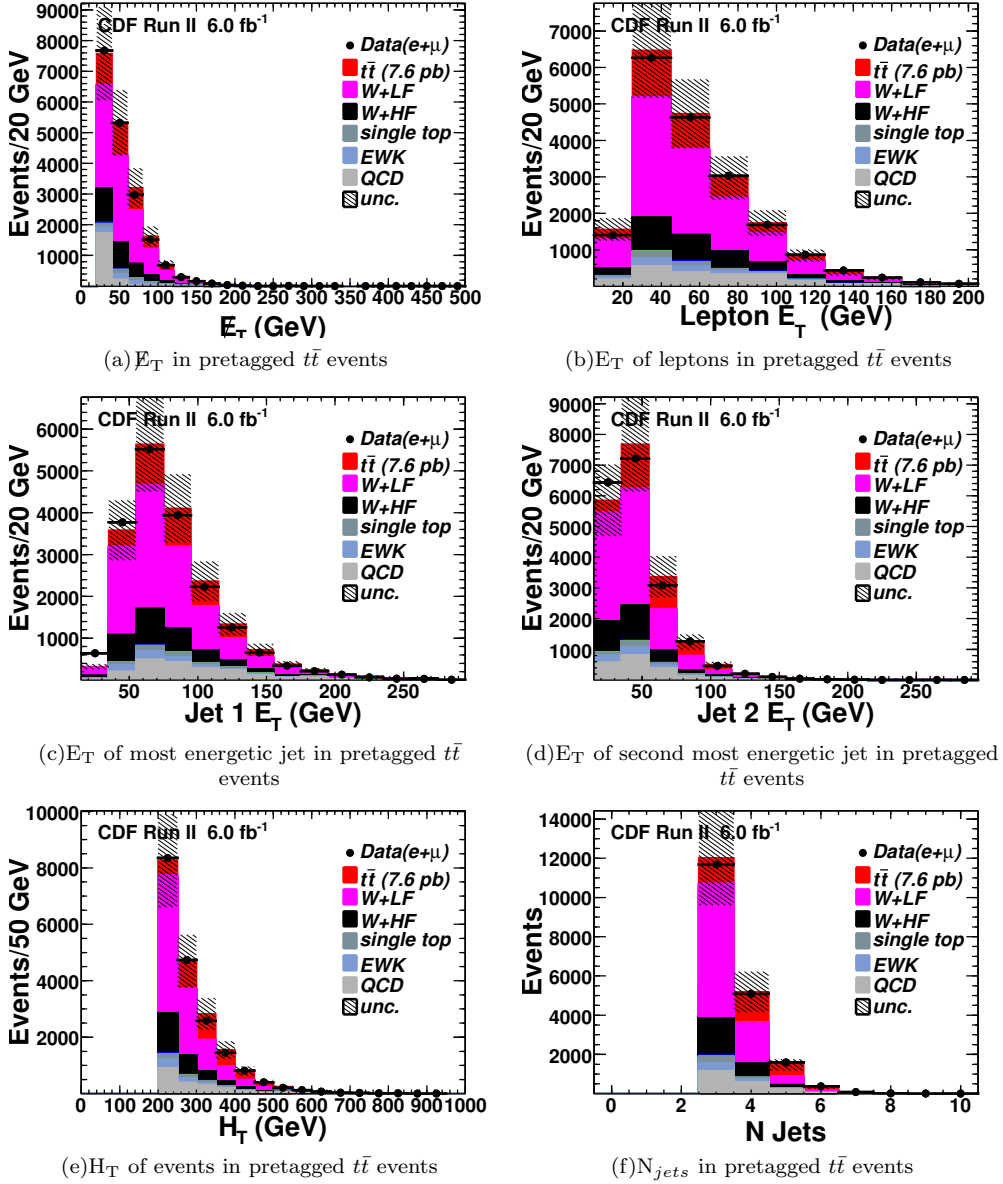 CDF Run II 6.0 fb-1
Data(e+μ)
tt̄ (7.6 pb)
W+LF
W+HF
single top
EWK
QCD
unc.
Events/20 GeV
9000
8000
7000
6000
5000
4000
3000
2000
1000
0 50 100 150 200 250 300 350 400 450 500
E̸T (GeV)
(a)E̸T in pretagged tt̄ events
CDF Run II 6.0 fb-1
Data(e+μ)
tt̄ (7.6 pb)
W+LF
W+HF
single top
EWK
QCD
unc.
Events/20 GeV
7000
6000
5000
4000
3000
2000
1000
20 40 60 80 100 120 140 160 180 200
Lepton ET (GeV)
(b)ET of leptons in pretagged tt̄ events
CDF Run II 6.0 fb-1
Data(e+μ)
tt̄ (7.6 pb)
W+LF
W+HF
single top
EWK
QCD
unc.
Events/20 GeV
6000
5000
4000
3000
2000
1000
50 100 150 200 250
Jet 1 ET (GeV)
(c)ET of most energetic jet in pretagged tt̄
events
CDF Run II 6.0 fb-1
Data(e+μ)
tt̄ (7.6 pb)
W+LF
W+HF
single top
EWK
QCD
unc.
Events/20 GeV
9000
8000
7000
6000
5000
4000
3000
2000
1000
50 100 150 200 250
Jet 2 ET (GeV)
(d)ET of second most energetic jet in pretagged
tt̄ events
CDF Run II 6.0 fb-1
Data(e+μ)
tt̄ (7.6 pb)
W+LF
W+HF
single top
EWK
QCD
unc.
Events/50 GeV
10000
8000
6000
4000
2000
0 100 200 300 400 500 600 700 800 900 1000
HT (GeV)
(e)HT of events in pretagged tt̄ events
CDF Run II 6.0 fb-1
Data(e+μ)
tt̄ (7.6 pb)
W+LF
W+HF
single top
EWK
QCD
unc.
Events
14000
12000
10000
8000
6000
4000
2000
0 2 4 6 8 10
N Jets
(f)Njets in pretagged tt̄ events